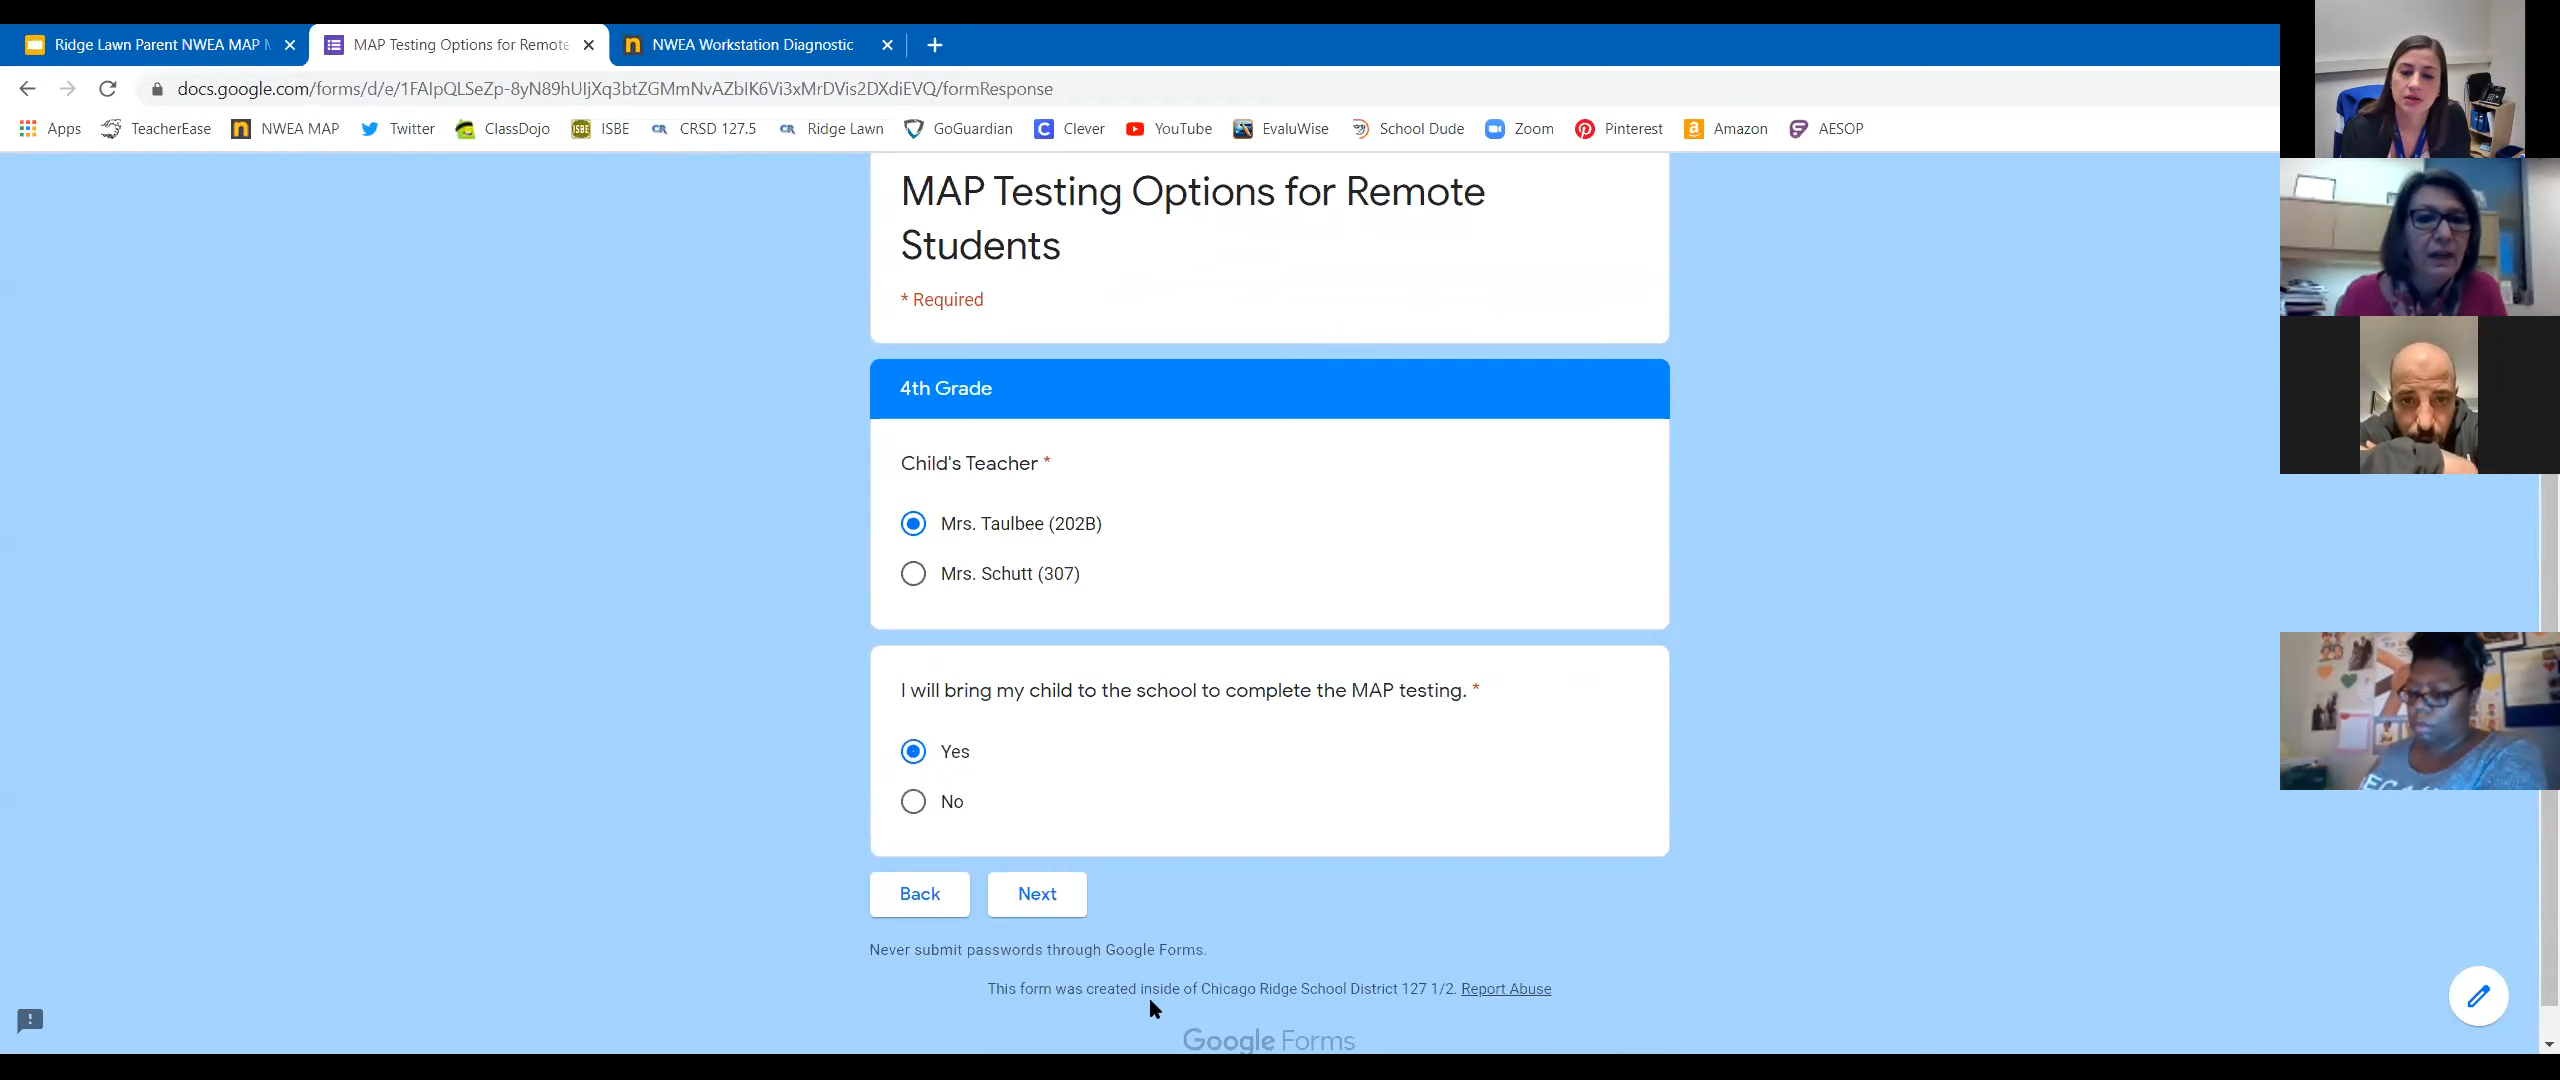 Ridge Lawn Parent NWEA MAP
MAP Testing Options for Remote
NWEA Workstation Diagnostic
docs.google.com/forms/d/e/1FAIpQLSeZp-8yN89hUIjXq3btZGMmNvAZbIK6Vi3xMrDVis2DXdiEVQ/formResponse
Apps TeacherEase NWEA MAP Twitter ClassDojo ISBE CRSD 127.5 Ridge Lawn GoGuardian Clever YouTube EvaluWise School Dude Zoom Pinterest Amazon AESOP
MAP Testing Options for Remote
Students
* Required
4th Grade
Child's Teacher *
Mrs. Taulbee (202B)
Mrs. Schutt (307)
I will bring my child to the school to complete the MAP testing. *
Yes
No
Back Next
Never submit passwords through Google Forms.
This form was created inside of Chicago Ridge School District 127 1/2. Report Abuse
Google Forms